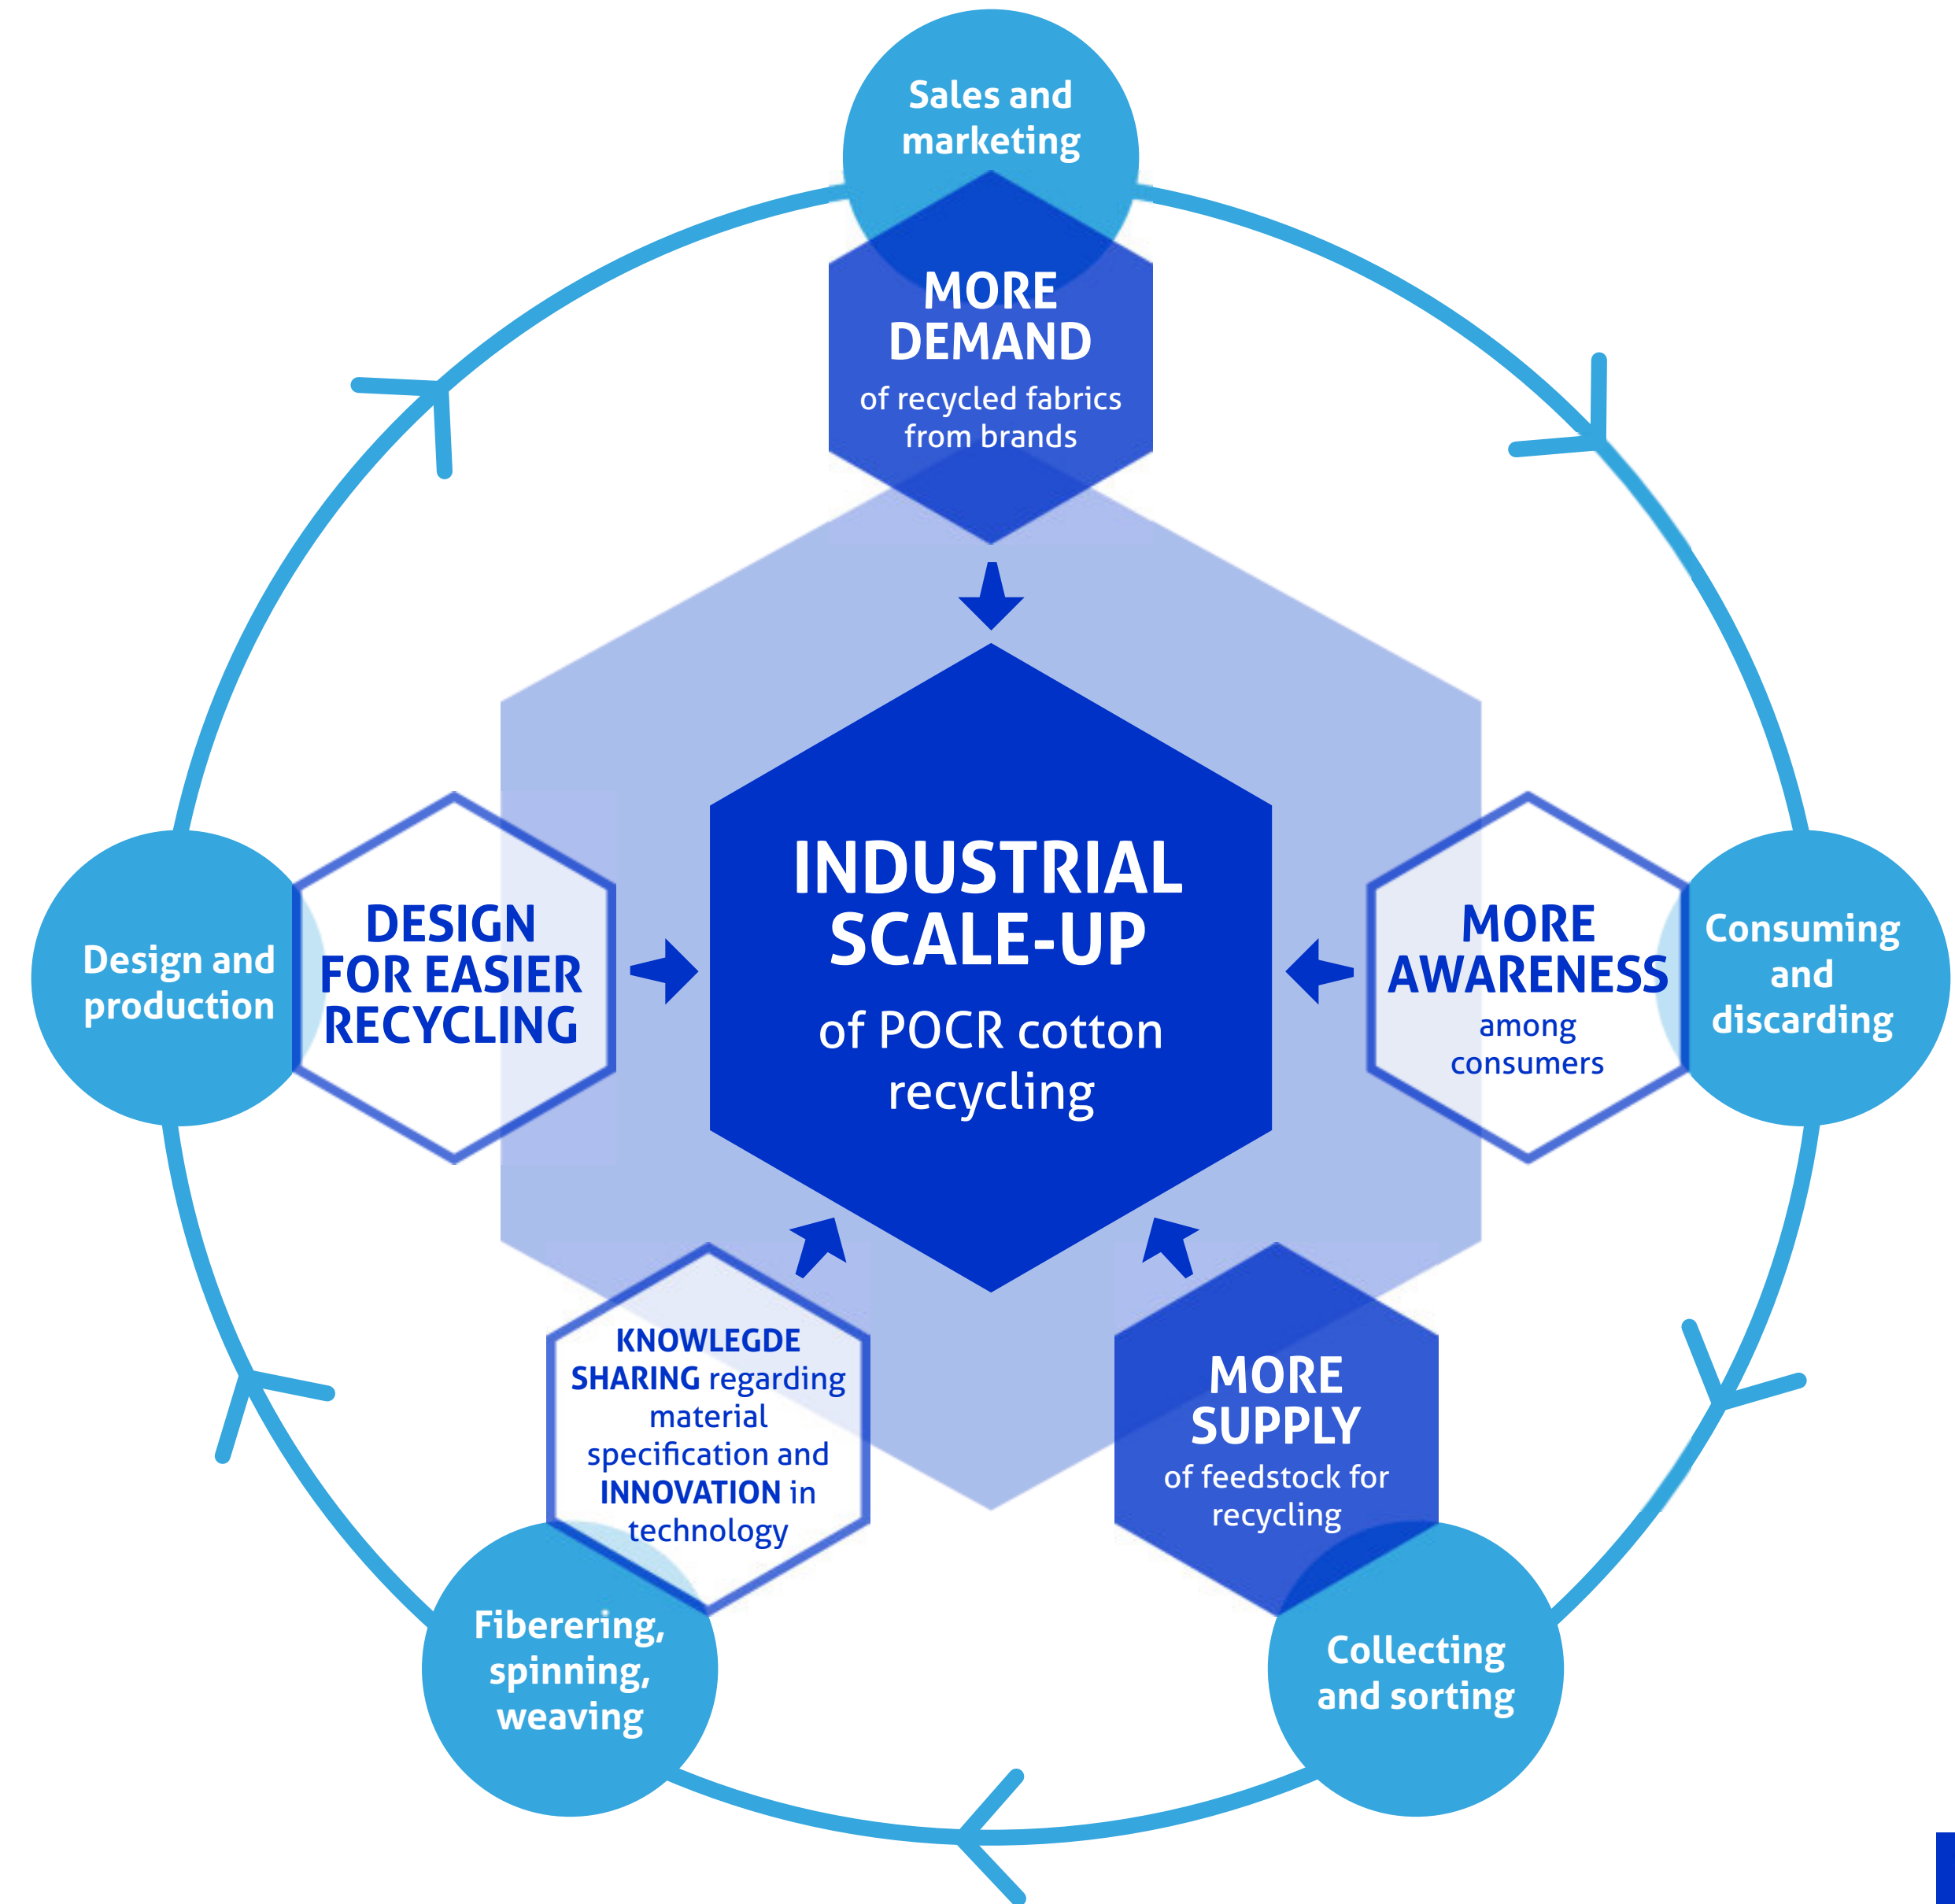 Sales and
marketing
MORE
DEMAND
of recycled fabrics
from brands
INDUSTRIAL
SCALE-UP
of POCR cotton
recycling
Design and
production
DESIGN
FOR EASIER
RECYCLING
MORE
AWARENESS
among
consumers
Consuming
and
discarding
KNOWLEGDE
SHARING regarding
material
specification and
INNOVATION in
technology
MORE
SUPPLY
of feedstock for
recycling
Fiberering,
spinning,
weaving
Collecting
and sorting